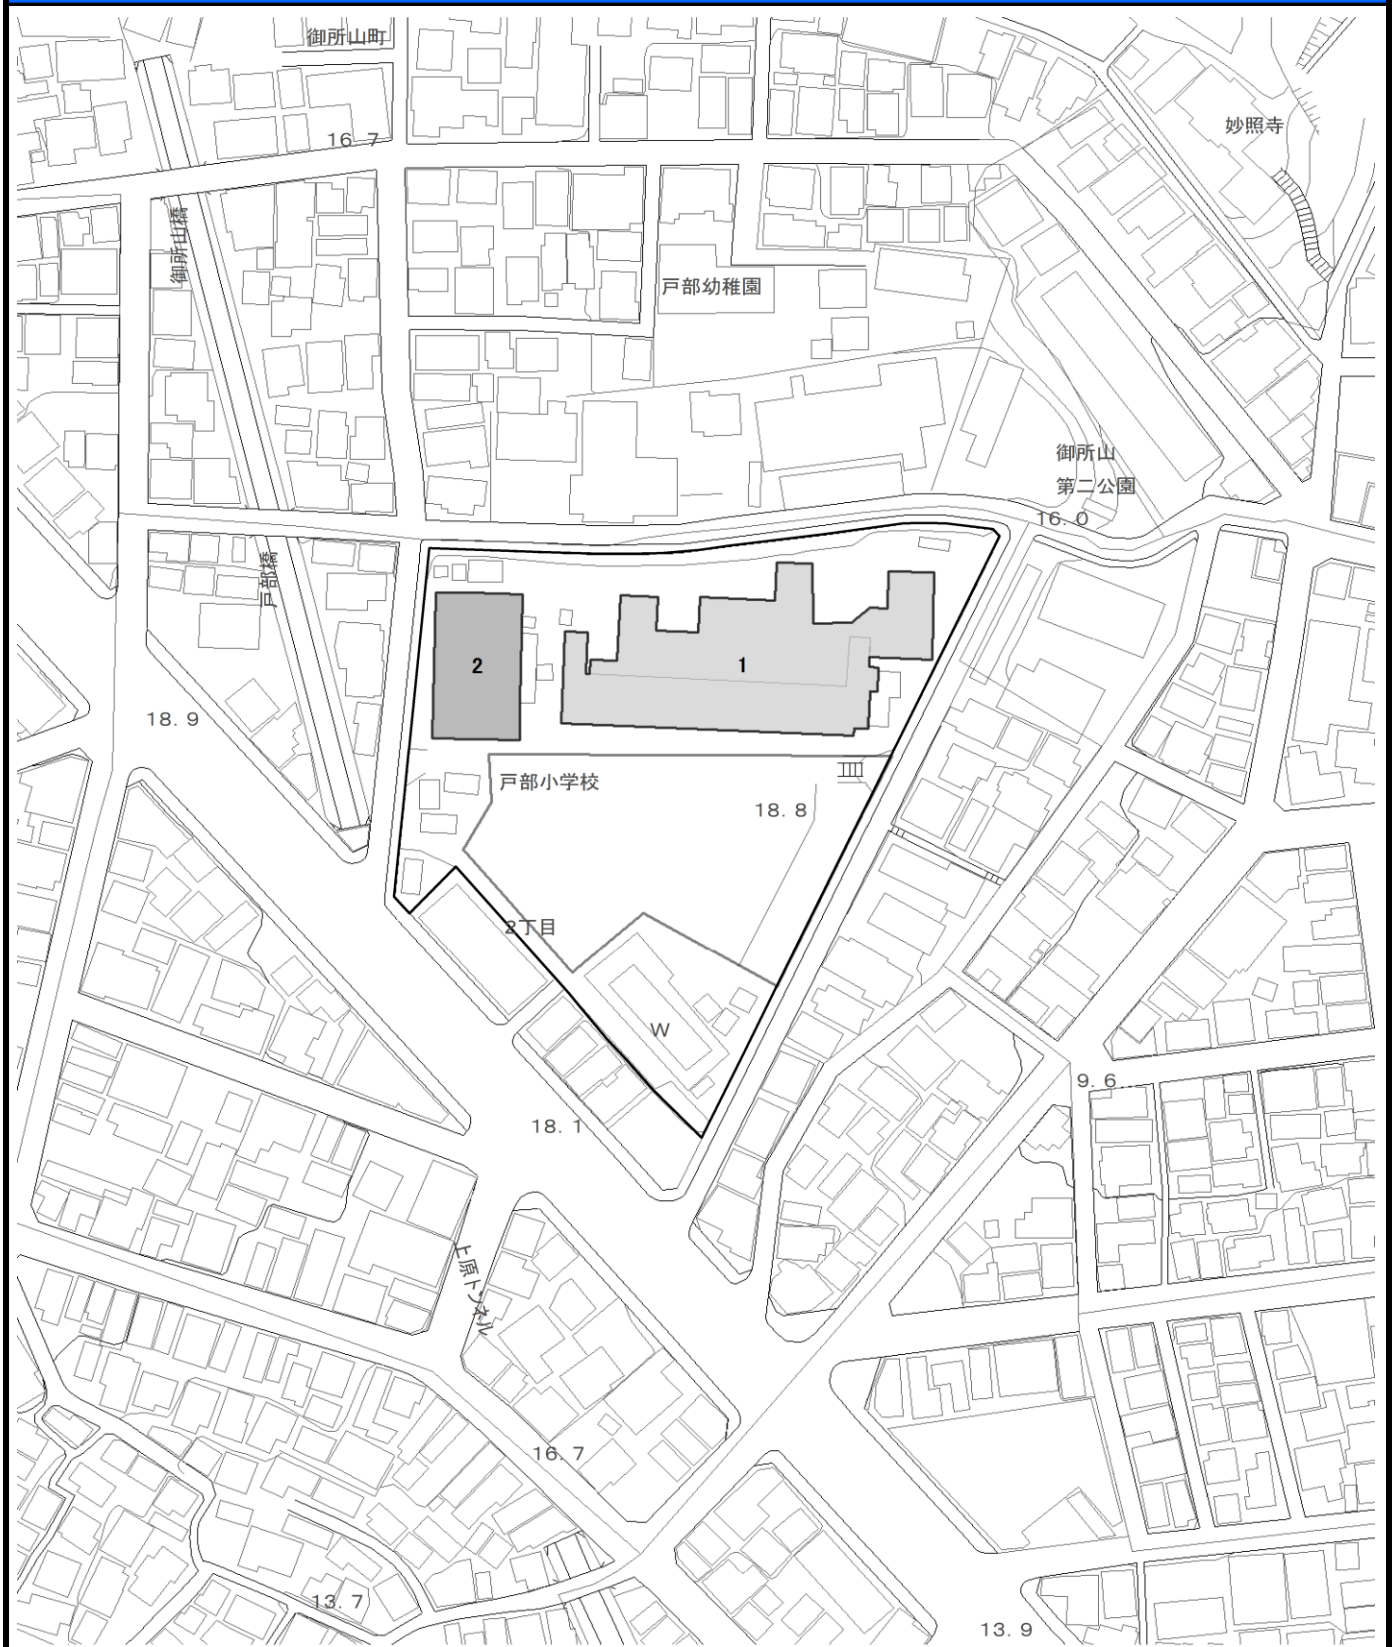 御所山町
妙照寺
16.7
御所山橋
戸部幼稚園
御所山
第二公園
16.0
戸部橋
2
1
18.9
戸部小学校
18.8
2丁目
W
9.6
18.1
上原トンネル
16.7
13.7
13.9